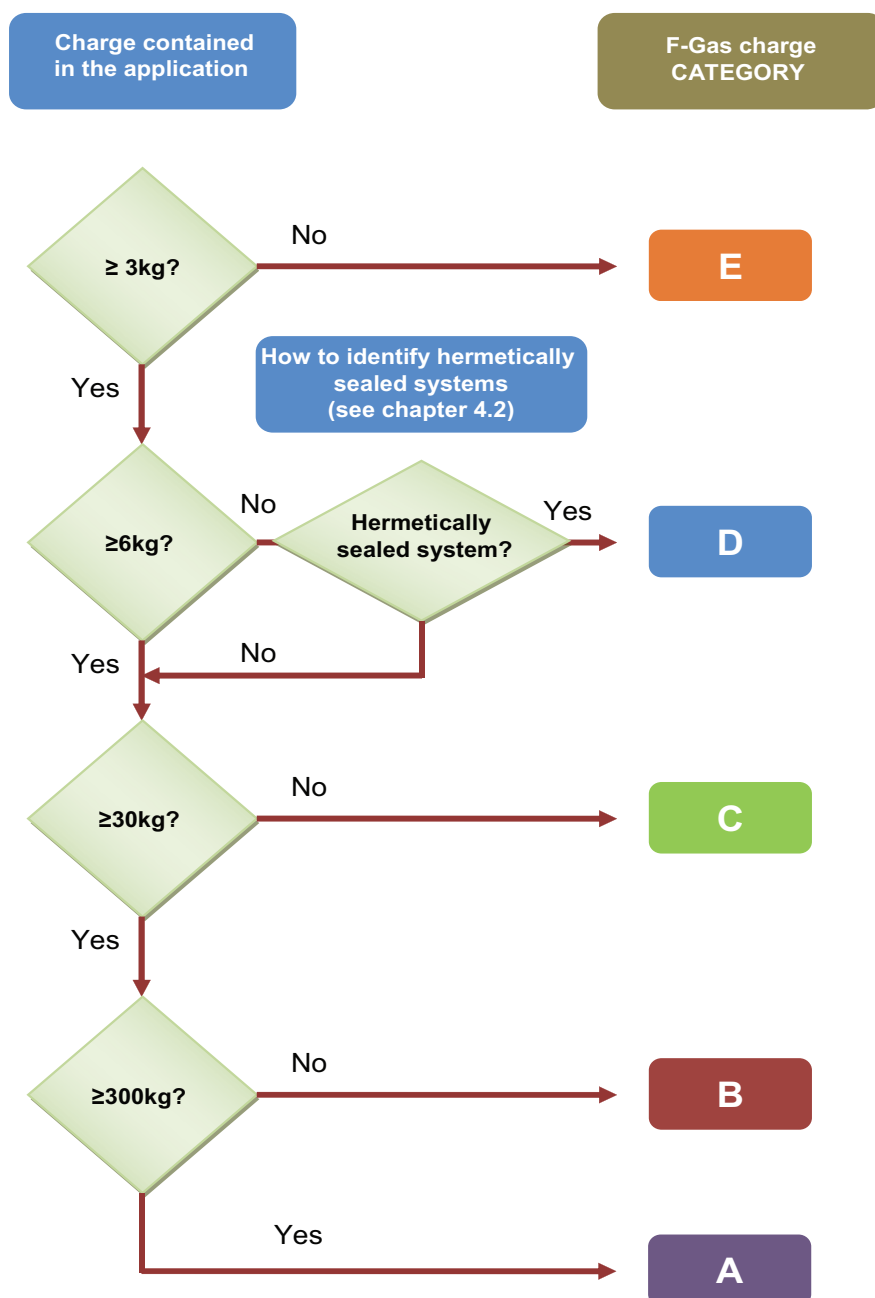 Charge contained
in the application
F-Gas charge
CATEGORY
≥ 3kg?
No
E
Yes
How to identify hermetically
sealed systems
(see chapter 4.2)
≥6kg?
No
Hermetically
sealed system?
Yes
D
Yes
No
≥30kg?
No
C
Yes
≥300kg?
No
B
Yes
A